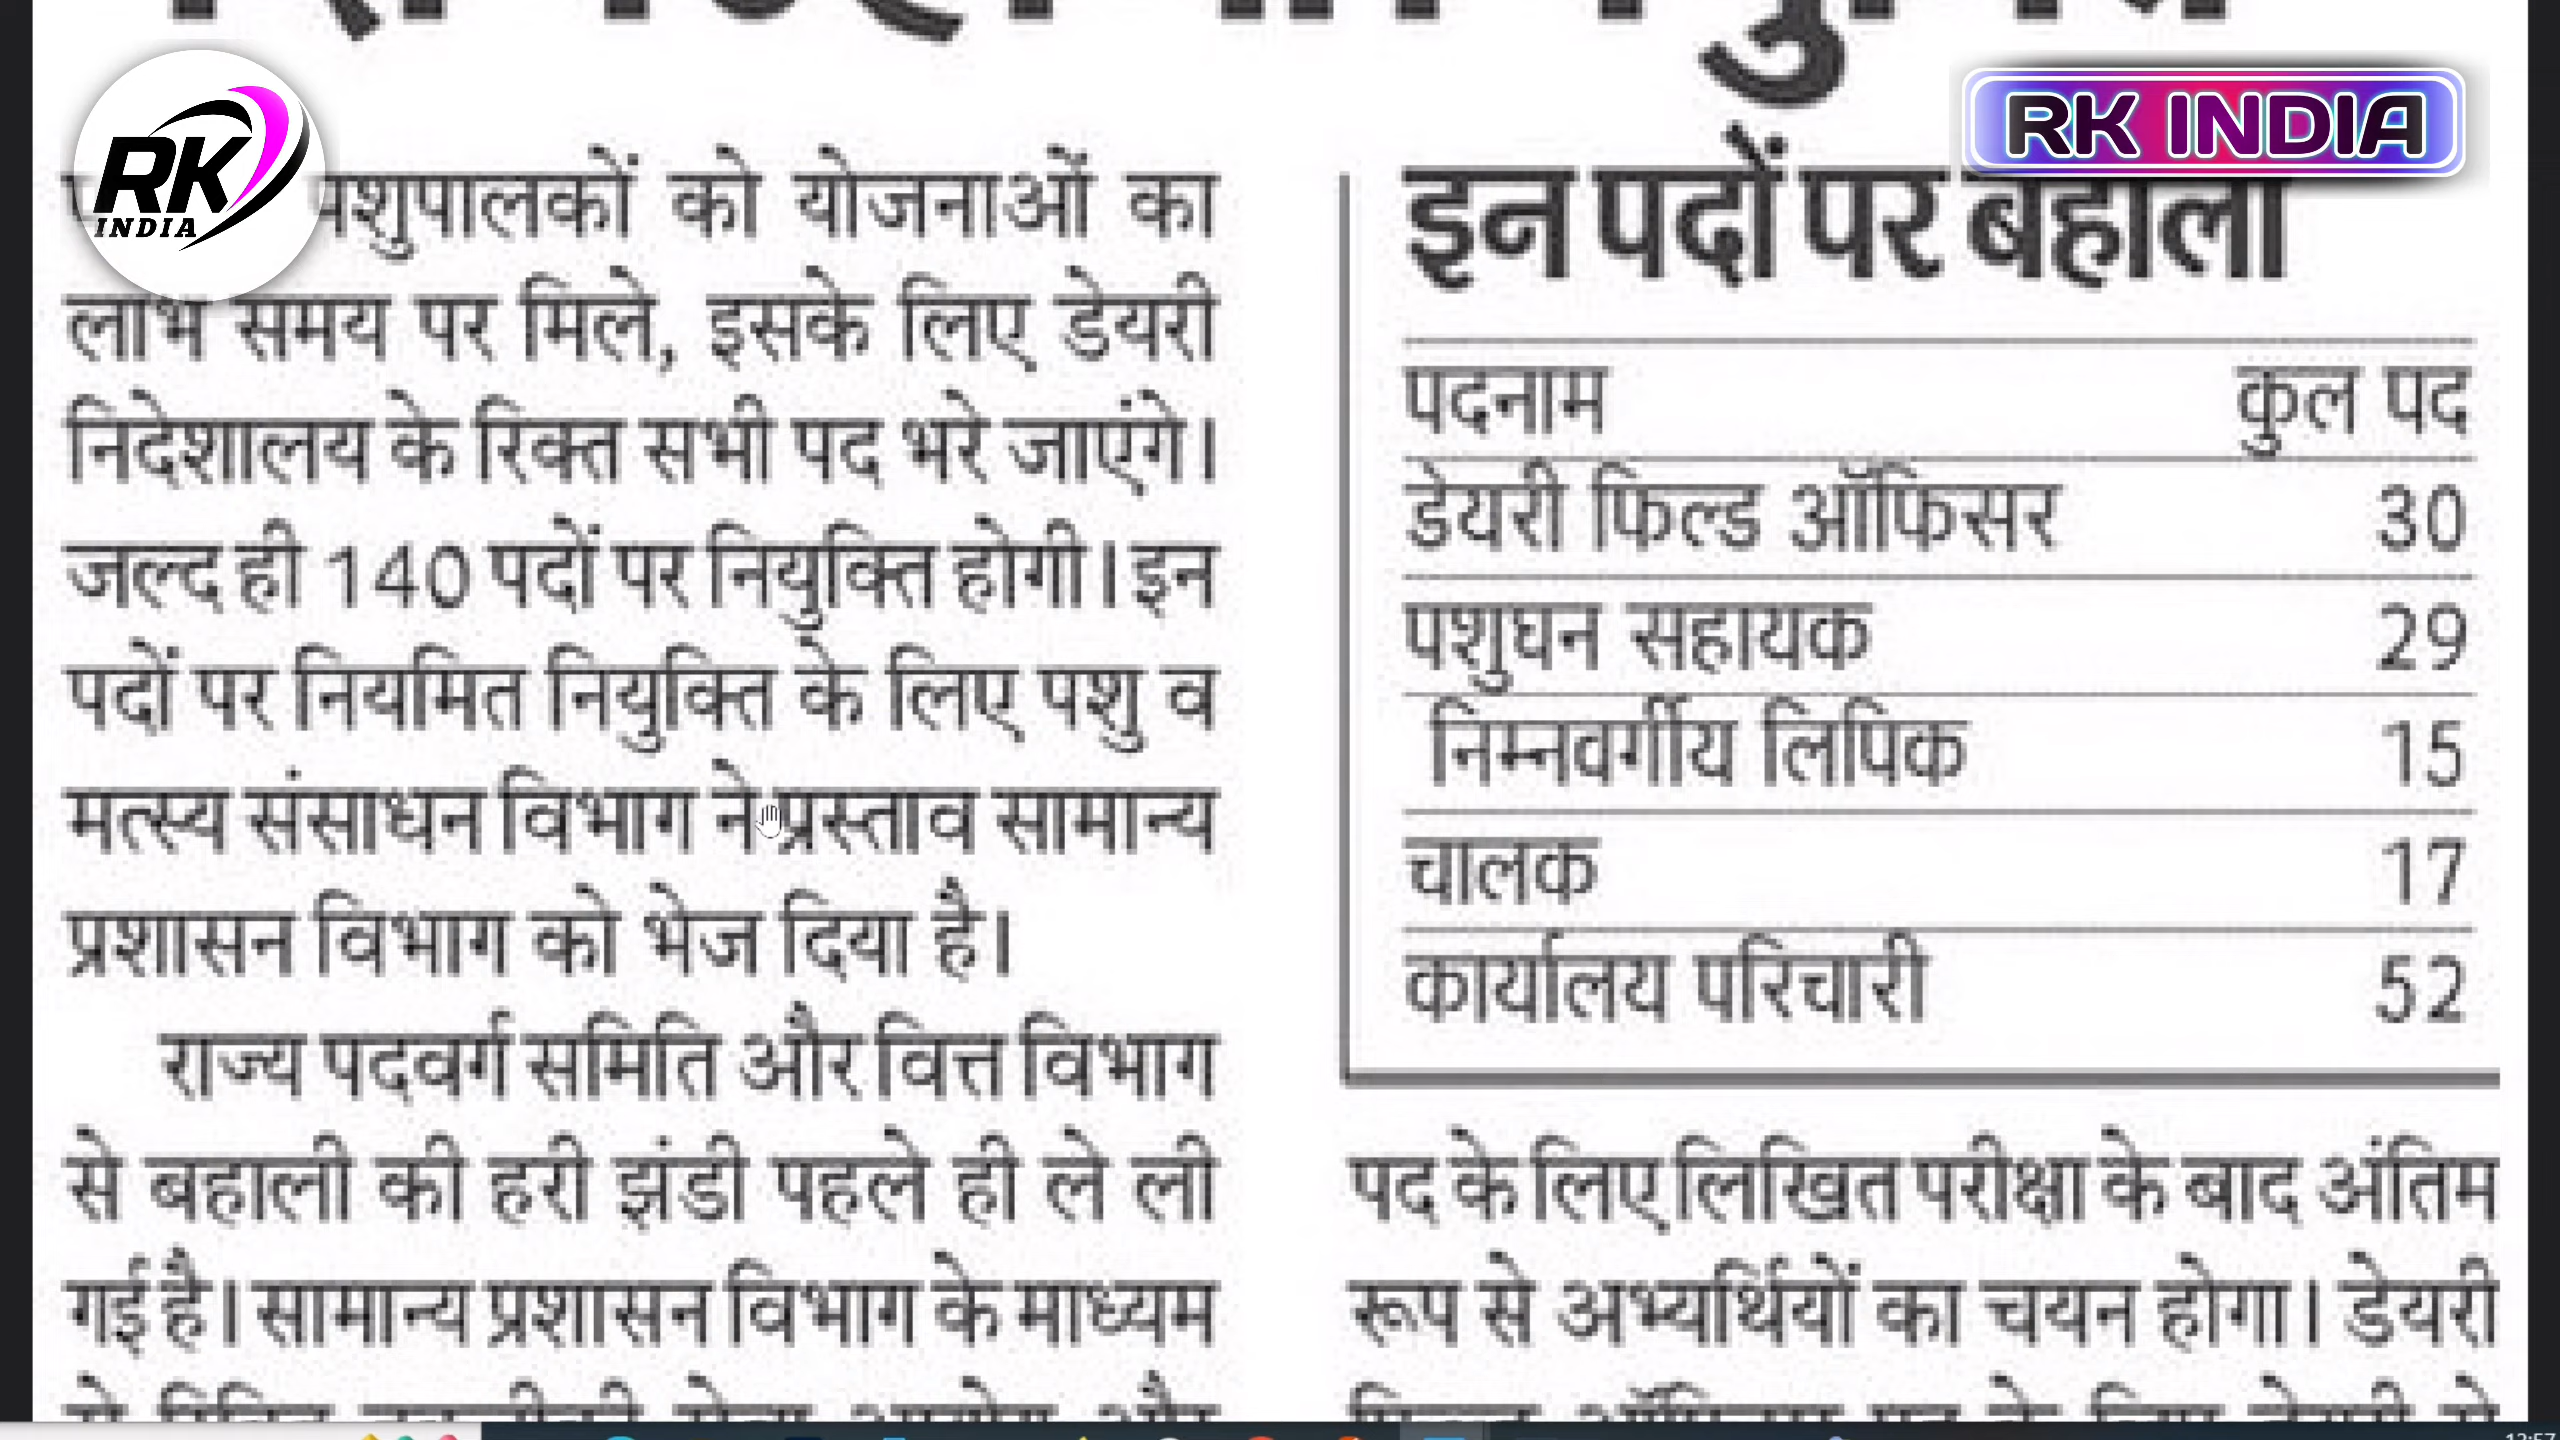 RK
INDIA
RK INDIA
पशुपालकों को योजनाओं का
लाभ समय पर मिले, इसके लिए डेयरी
निदेशालय के रिक्त सभी पद भरे जाएंगे।
जल्द ही 140 पदों पर नियुक्ति होगी। इन
पदों पर नियमित नियुक्ति के लिए पशु व
मत्स्य संसाधन विभाग ने प्रस्ताव सामान्य
प्रशासन विभाग को भेज दिया है।
राज्य पदवर्ग समिति और वित्त विभाग
से बहाली की हरी झंडी पहले ही ले ली
गई है। सामान्य प्रशासन विभाग के माध्यम
इन पदों पर बहाली
पदनाम कुल पद
डेयरी फिल्ड ऑफिसर 30
पशुधन सहायक 29
निम्नवर्गीय लिपिक 15
चालक 17
कार्यालय परिचारी 52
पद के लिए लिखित परीक्षा के बाद अंतिम
रूप से अभ्यर्थियों का चयन होगा। डेयरी